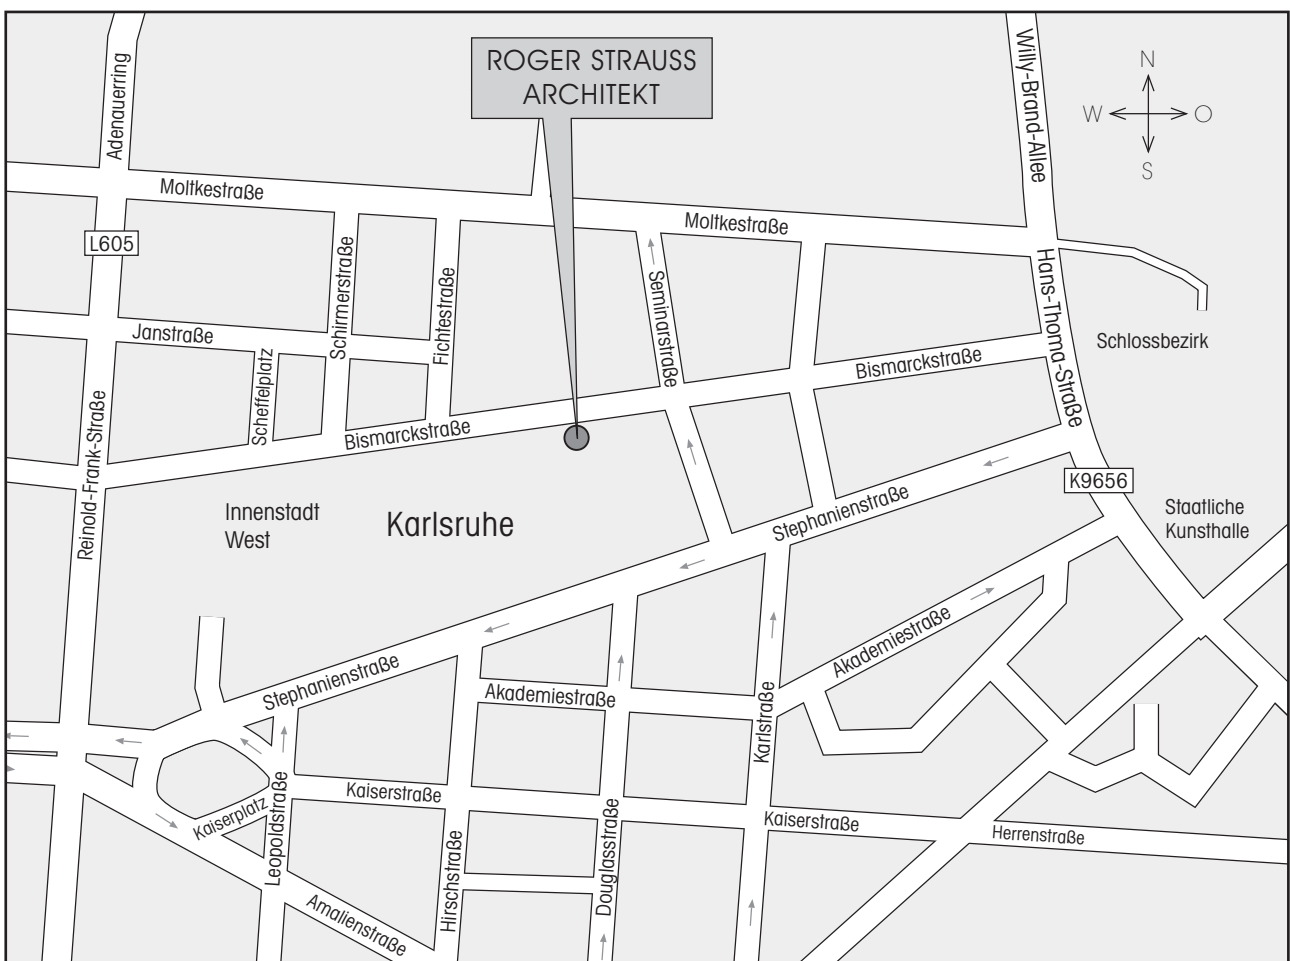 ROGER STRAUSS
ARCHITEKT
N
W
O
S
Adenauerring
Willy-Brand-Allee
Moltkestraße
Moltkestraße
L605
Janstraße
Schirmerstraße
Fichtestraße
Scheffelplatz
Seminarstraße
Hans-Thoma-Straße
Schlossbezirk
Bismarckstraße
Bismarckstraße
Reinold-Frank-Straße
K9656
Innenstadt
West
Karlsruhe
Stephanienstraße
Staatliche
Kunsthalle
Stephanienstraße
Akademiestraße
Akademiestraße
Karlstraße
Kaiserstraße
Kaiserplatz
Leopoldstraße
Kaiserstraße
Herrenstraße
Hirschstraße
Douglasstraße
Amalienstraße